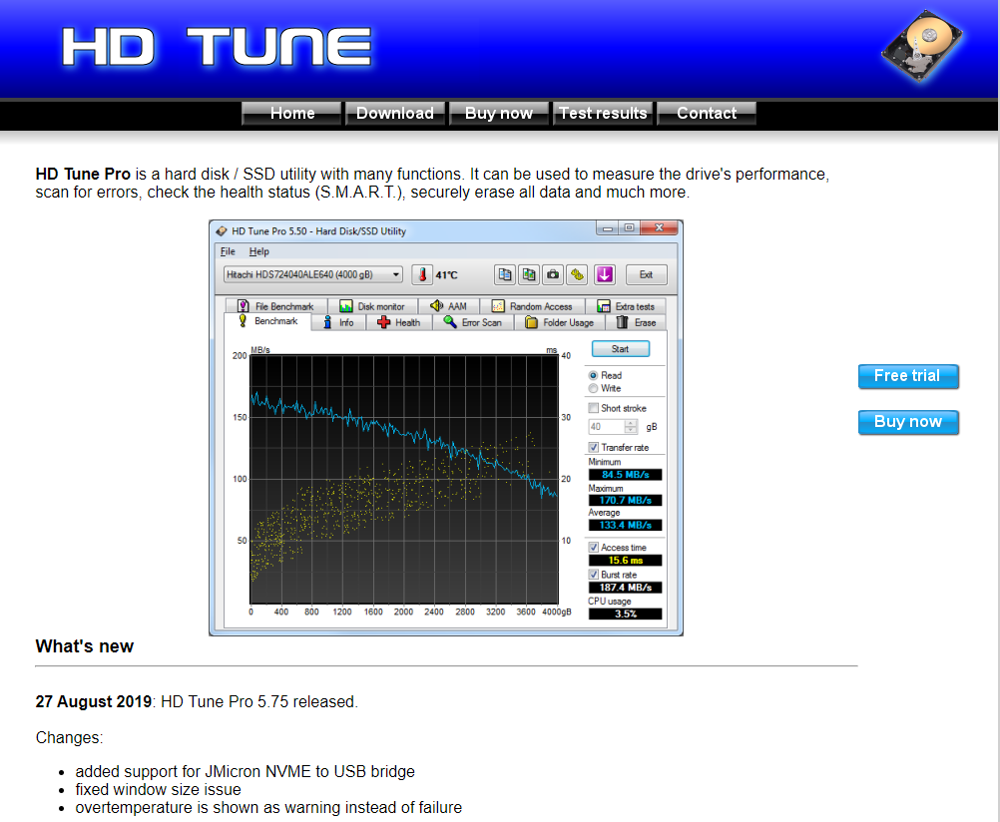 HD TUNE
Home Download Buy now Test results Contact
HD Tune Pro is a hard disk / SSD utility with many functions. It can be used to measure the drive's performance,
scan for errors, check the health status (S.M.A.R.T.), securely erase all data and much more.
HD Tune Pro 5.50 - Hard Disk/SSD Utility
File Help
Hitachi HDS724040ALE640 (4000 gB) 41°C Exit
File Benchmark Disk monitor AAM Random Access Extra tests
Benchmark Info Health Error Scan Folder Usage Erase
MB/s ms
200 40
150 30
100 20
50 10
0 400 800 1200 1600 2000 2400 2800 3200 3600 4000gB
Start
Read
Write
Short stroke
40 gB
Transfer rate
Minimum
84.5 MB/s
Maximum
170.7 MB/s
Average
133.4 MB/s
Access time
15.6 ms
Burst rate
187.4 MB/s
CPU usage
3.5%
Free trial
Buy now
What's new
27 August 2019: HD Tune Pro 5.75 released.
Changes:
• added support for JMicron NVME to USB bridge
• fixed window size issue
• overtemperature is shown as warning instead of failure